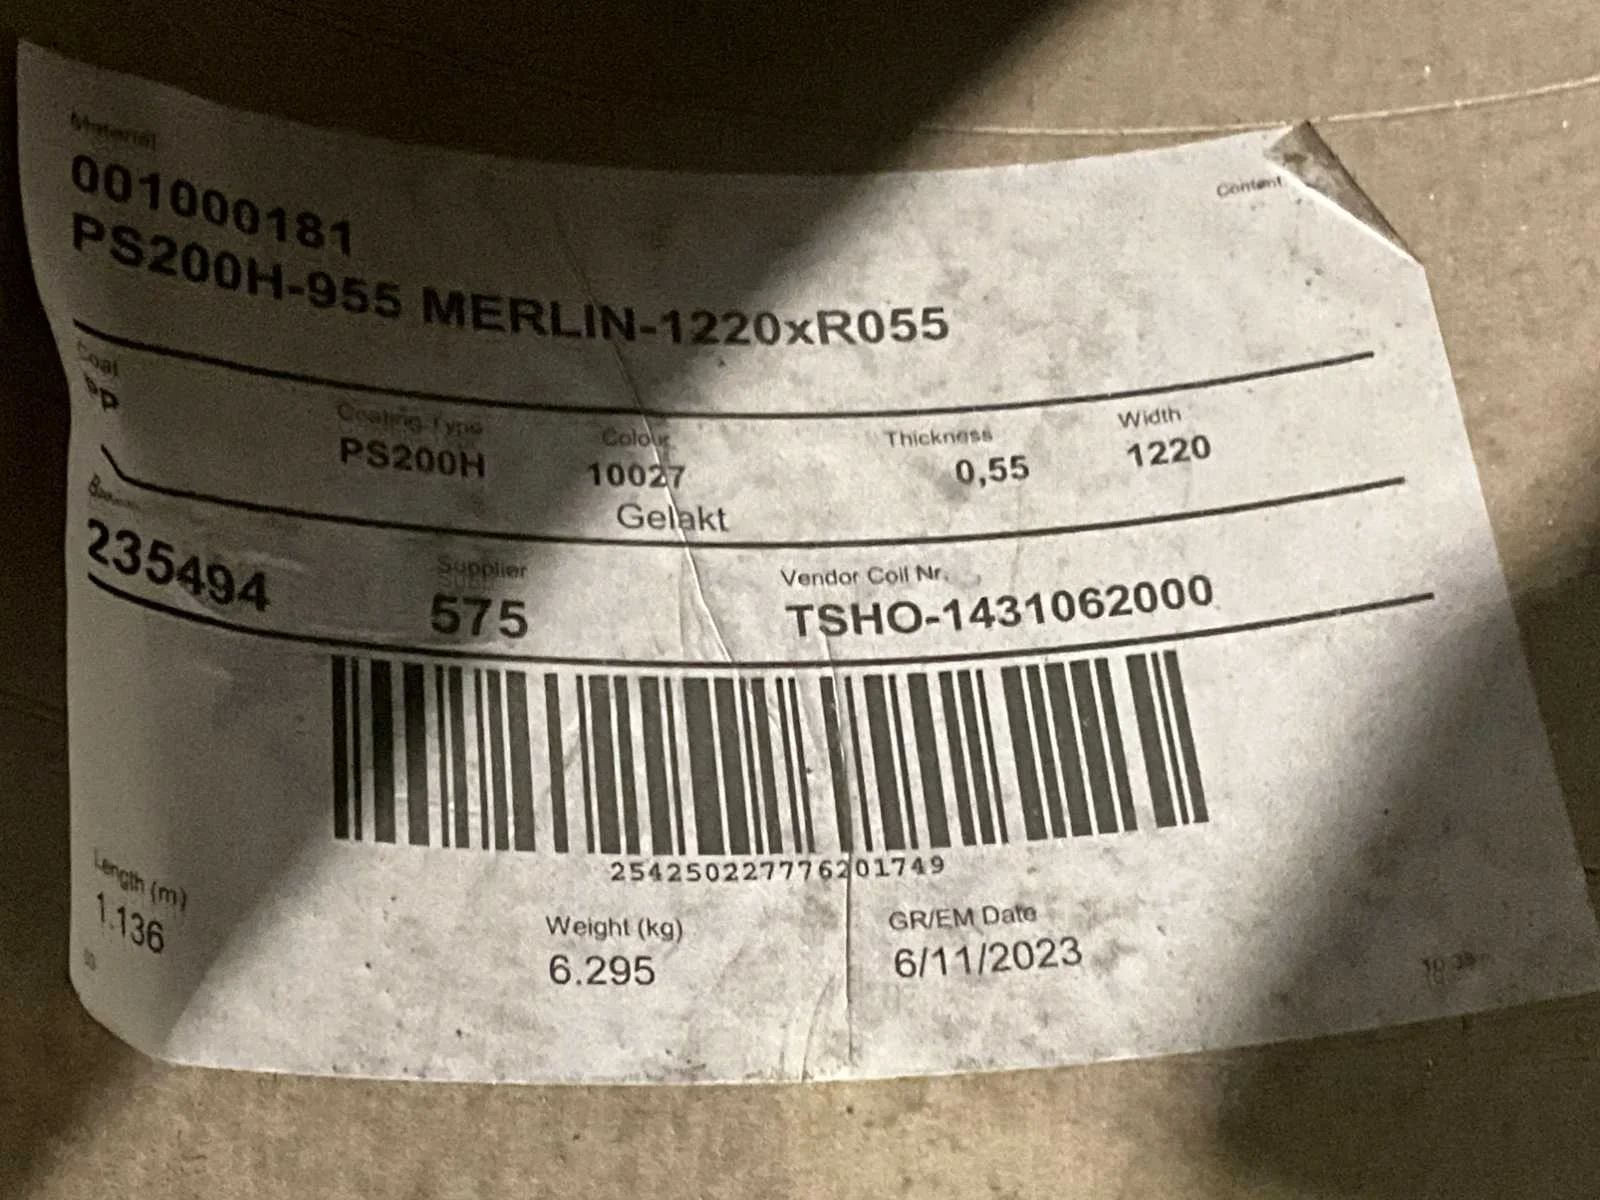 Material
Content
001000181
PS200H-955 MERLIN-1220xR055
Coating Type Colour Thickness Width
PS200H 10027 0,55 1220
Gelakt
Supplier Vendor Coil Nr.
235494 575 TSHO-1431062000
254250227776201749
Length (m) Weight (kg) GR/EM Date
1.136 6.295 6/11/2023